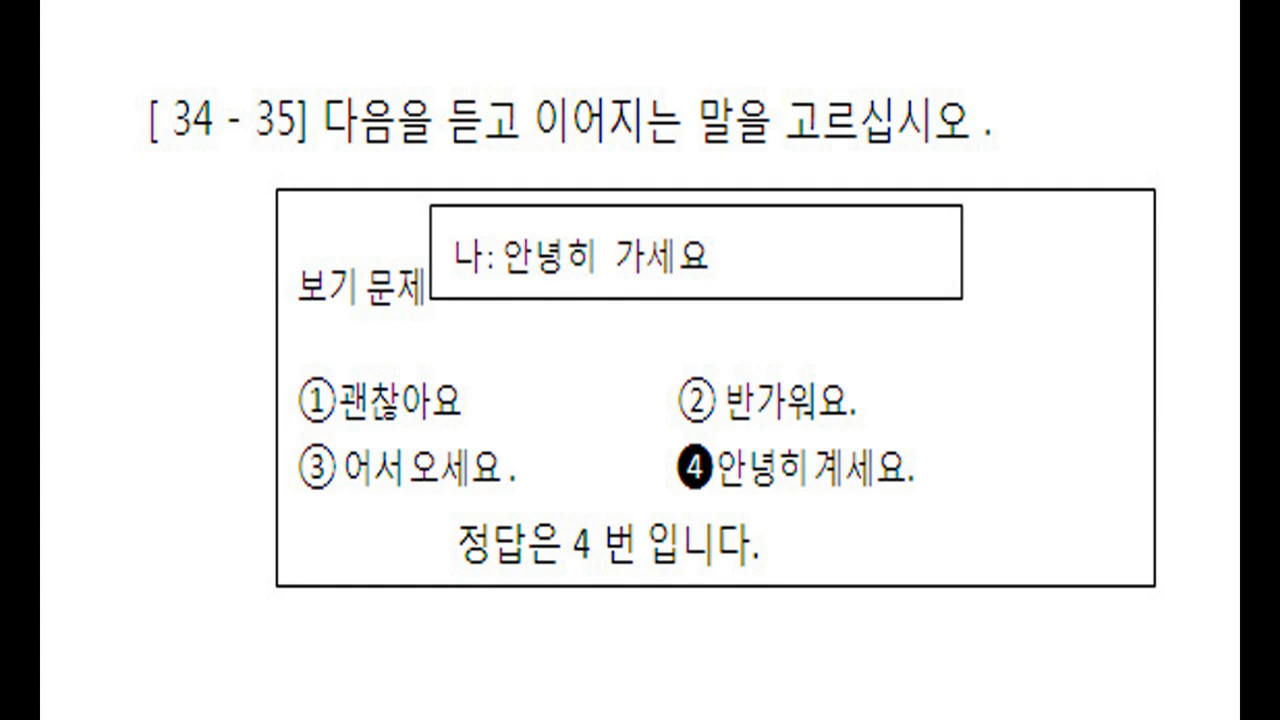 [ 34 - 35] 다음을 듣고 이어지는 말을 고르십시오 .
나: 안녕히 가세요
보기 문제
①괜찮아요 ② 반가워요.
③ 어서 오세요 . ❹안녕히 계세요.
정답은 4 번 입니다.